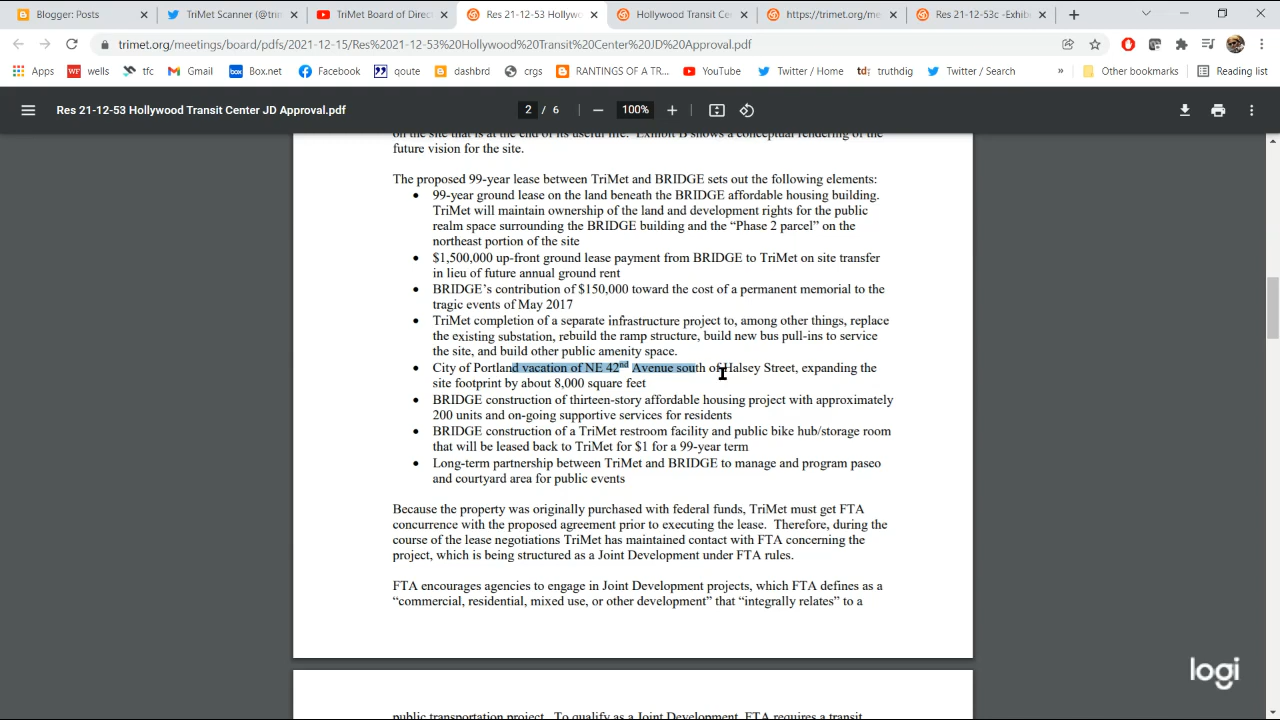 Blogger: Posts
TriMet Scanner (@trin
TriMet Board of Direc
Res 21-12-53 Hollywo
Hollywood Transit Ce
https://trimet.org/me
Res 21-12-53c -Exhib
trimet.org/meetings/board/pdfs/2021-12-15/Res%2021-12-53%20Hollywood%20Transit%20Center%20JD%20Approval.pdf
Apps
WF wells
tfc
Gmail
box Box.net
Facebook
qoute
dashbrd
crgs
RANTINGS OF A TR...
YouTube
Twitter / Home
td: truthdig
Twitter / Search
»
Other bookmarks
Reading list
Res 21-12-53 Hollywood Transit Center JD Approval.pdf
2 / 6
100%
on the site that is at the end of its useful life. Exhibit B shows a conceptual rendering of the
future vision for the site.
The proposed 99-year lease between TriMet and BRIDGE sets out the following elements:
• 99-year ground lease on the land beneath the BRIDGE affordable housing building.
TriMet will maintain ownership of the land and development rights for the public
realm space surrounding the BRIDGE building and the “Phase 2 parcel” on the
northeast portion of the site
• $1,500,000 up-front ground lease payment from BRIDGE to TriMet on site transfer
in lieu of future annual ground rent
• BRIDGE’s contribution of $150,000 toward the cost of a permanent memorial to the
tragic events of May 2017
• TriMet completion of a separate infrastructure project to, among other things, replace
the existing substation, rebuild the ramp structure, build new bus pull-ins to service
the site, and build other public amenity space.
• City of Portland vacation of NE 42nd Avenue south of Halsey Street, expanding the
site footprint by about 8,000 square feet
• BRIDGE construction of thirteen-story affordable housing project with approximately
200 units and on-going supportive services for residents
• BRIDGE construction of a TriMet restroom facility and public bike hub/storage room
that will be leased back to TriMet for $1 for a 99-year term
• Long-term partnership between TriMet and BRIDGE to manage and program paseo
and courtyard area for public events
Because the property was originally purchased with federal funds, TriMet must get FTA
concurrence with the proposed agreement prior to executing the lease. Therefore, during the
course of the lease negotiations TriMet has maintained contact with FTA concerning the
project, which is being structured as a Joint Development under FTA rules.
FTA encourages agencies to engage in Joint Development projects, which FTA defines as a
“commercial, residential, mixed use, or other development” that “integrally relates” to a
logi
public transportation project. To qualify as a Joint Development, FTA requires a transit